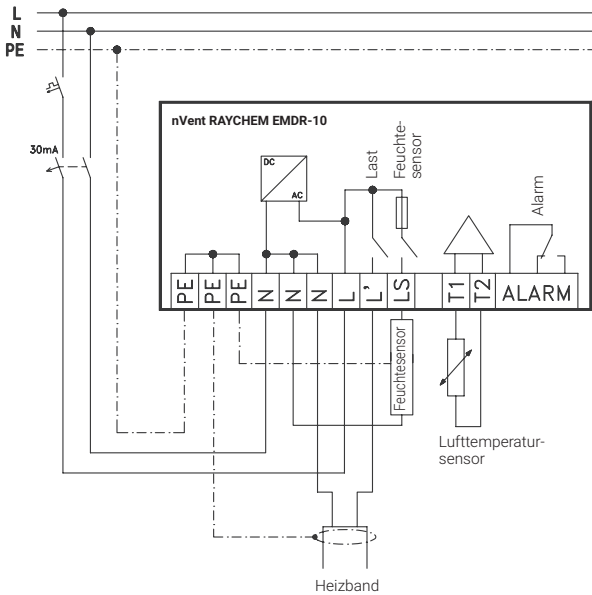 L
N
PE
30mA
nVent RAYCHEM EMDR-10
DC
AC
Last
Feuchte-
sensor
Alarm
PE PE PE N N N L L' LS T1 T2 ALARM
Feuchtesensor
Lufttemperatur-
sensor
Heizband